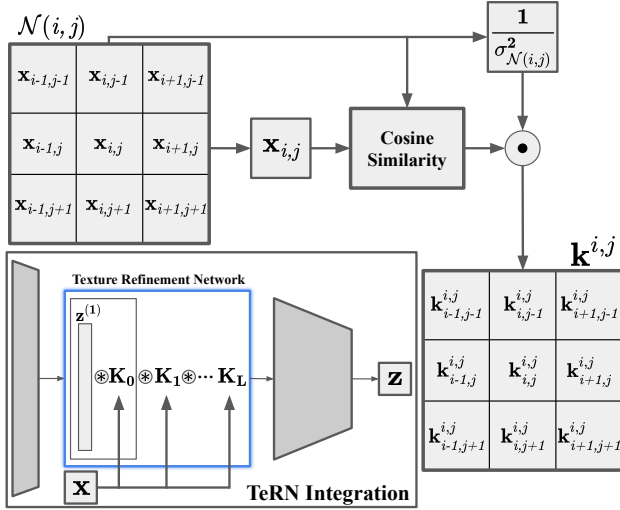 𝒩(i, j)
x_{i-1,j-1} x_{i,j-1} x_{i+1,j-1}
x_{i-1,j} x_{i,j} x_{i+1,j}
x_{i-1,j+1} x_{i,j+1} x_{i+1,j+1}
x_{i,j}
Cosine
Similarity
1
σ²_{𝒩(i,j)}
k^{i,j}
k^{i,j}_{i-1,j-1} k^{i,j}_{i,j-1} k^{i,j}_{i+1,j-1}
k^{i,j}_{i-1,j} k^{i,j}_{i,j} k^{i,j}_{i+1,j}
k^{i,j}_{i-1,j+1} k^{i,j}_{i,j+1} k^{i,j}_{i+1,j+1}
Texture Refinement Network
z^{(1)}
⊛K_0 ⊛K_1 ⊛⋯ K_L
z
x
TeRN Integration